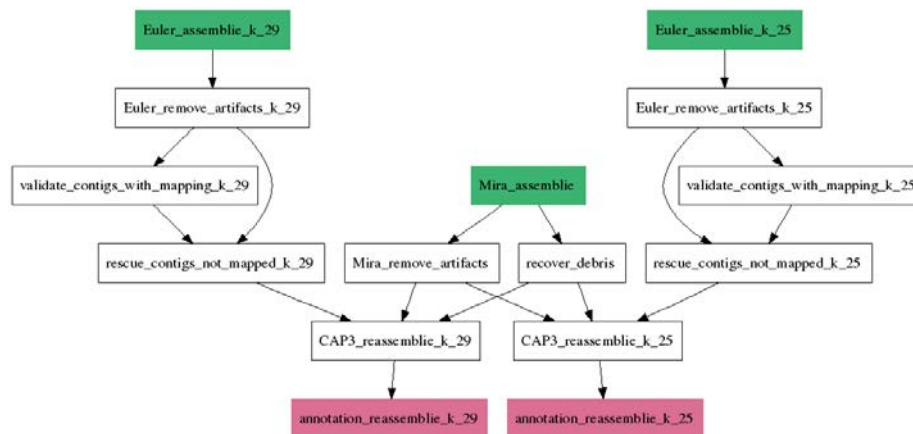 Euler_assemblie_k_29
Euler_assemblie_k_25
Euler_remove_artifacts_k_29
Euler_remove_artifacts_k_25
validate_contigs_with_mapping_k_29
Mira_assemblie
validate_contigs_with_mapping_k_25
rescue_contigs_not_mapped_k_29
Mira_remove_artifacts
recover_debris
rescue_contigs_not_mapped_k_25
CAP3_reassemblie_k_29
CAP3_reassemblie_k_25
annotation_reassemblie_k_29
annotation_reassemblie_k_25